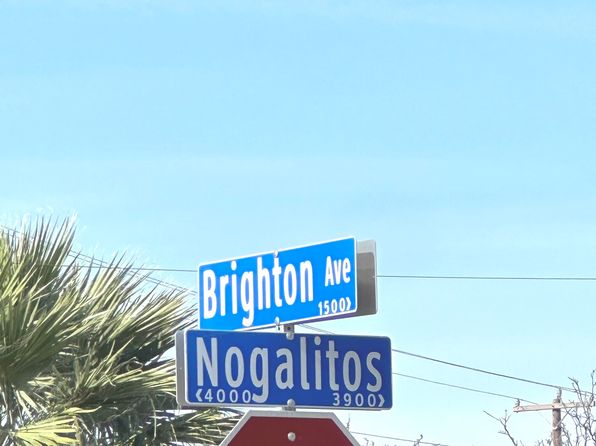 Brighton Ave
1500>
Nogalitos
<4000 3900>